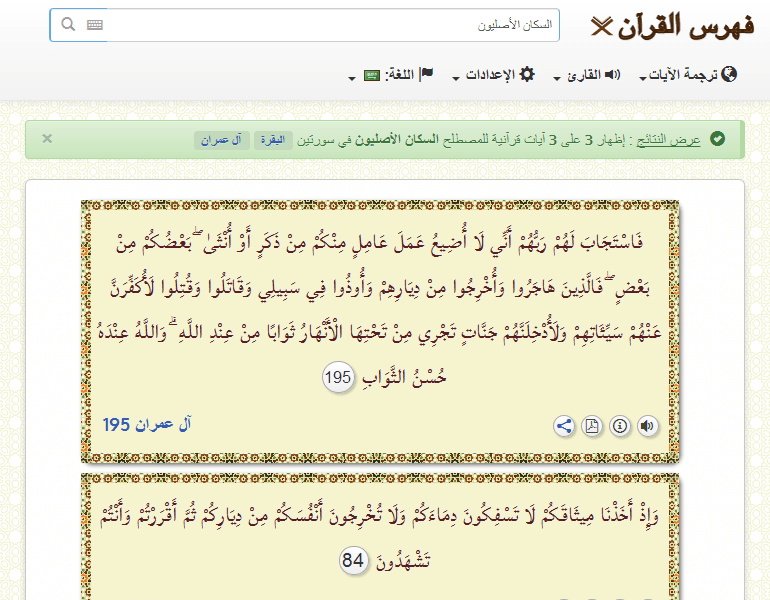 فهرس القرآن
السكان الأصليون
ترجمة الآيات القارئ الإعدادات اللغة:
عرض النتائج : إظهار 3 على 3 آيات قرآنية للمصطلح السكان الأصليون في سورتين البقرة آل عمران ×
فَاسْتَجَابَ لَهُمْ رَبُّهُمْ أَنِّي لَا أُضِيعُ عَمَلَ عَامِلٍ مِنْكُمْ مِنْ ذَكَرٍ أَوْ أُنْثَىٰ ۖ بَعْضُكُمْ مِنْ
بَعْضٍ ۖ فَالَّذِينَ هَاجَرُوا وَأُخْرِجُوا مِنْ دِيَارِهِمْ وَأُوذُوا فِي سَبِيلِي وَقَاتَلُوا وَقُتِلُوا لَأُكَفِّرَنَّ
عَنْهُمْ سَيِّئَاتِهِمْ وَلَأُدْخِلَنَّهُمْ جَنَّاتٍ تَجْرِي مِنْ تَحْتِهَا الْأَنْهَارُ ثَوَابًا مِنْ عِنْدِ اللَّهِ ۗ وَاللَّهُ عِنْدَهُ
حُسْنُ الثَّوَابِ 195
آل عمران 195
وَإِذْ أَخَذْنَا مِيثَاقَكُمْ لَا تَسْفِكُونَ دِمَاءَكُمْ وَلَا تُخْرِجُونَ أَنْفُسَكُمْ مِنْ دِيَارِكُمْ ثُمَّ أَقْرَرْتُمْ وَأَنْتُمْ
تَشْهَدُونَ 84